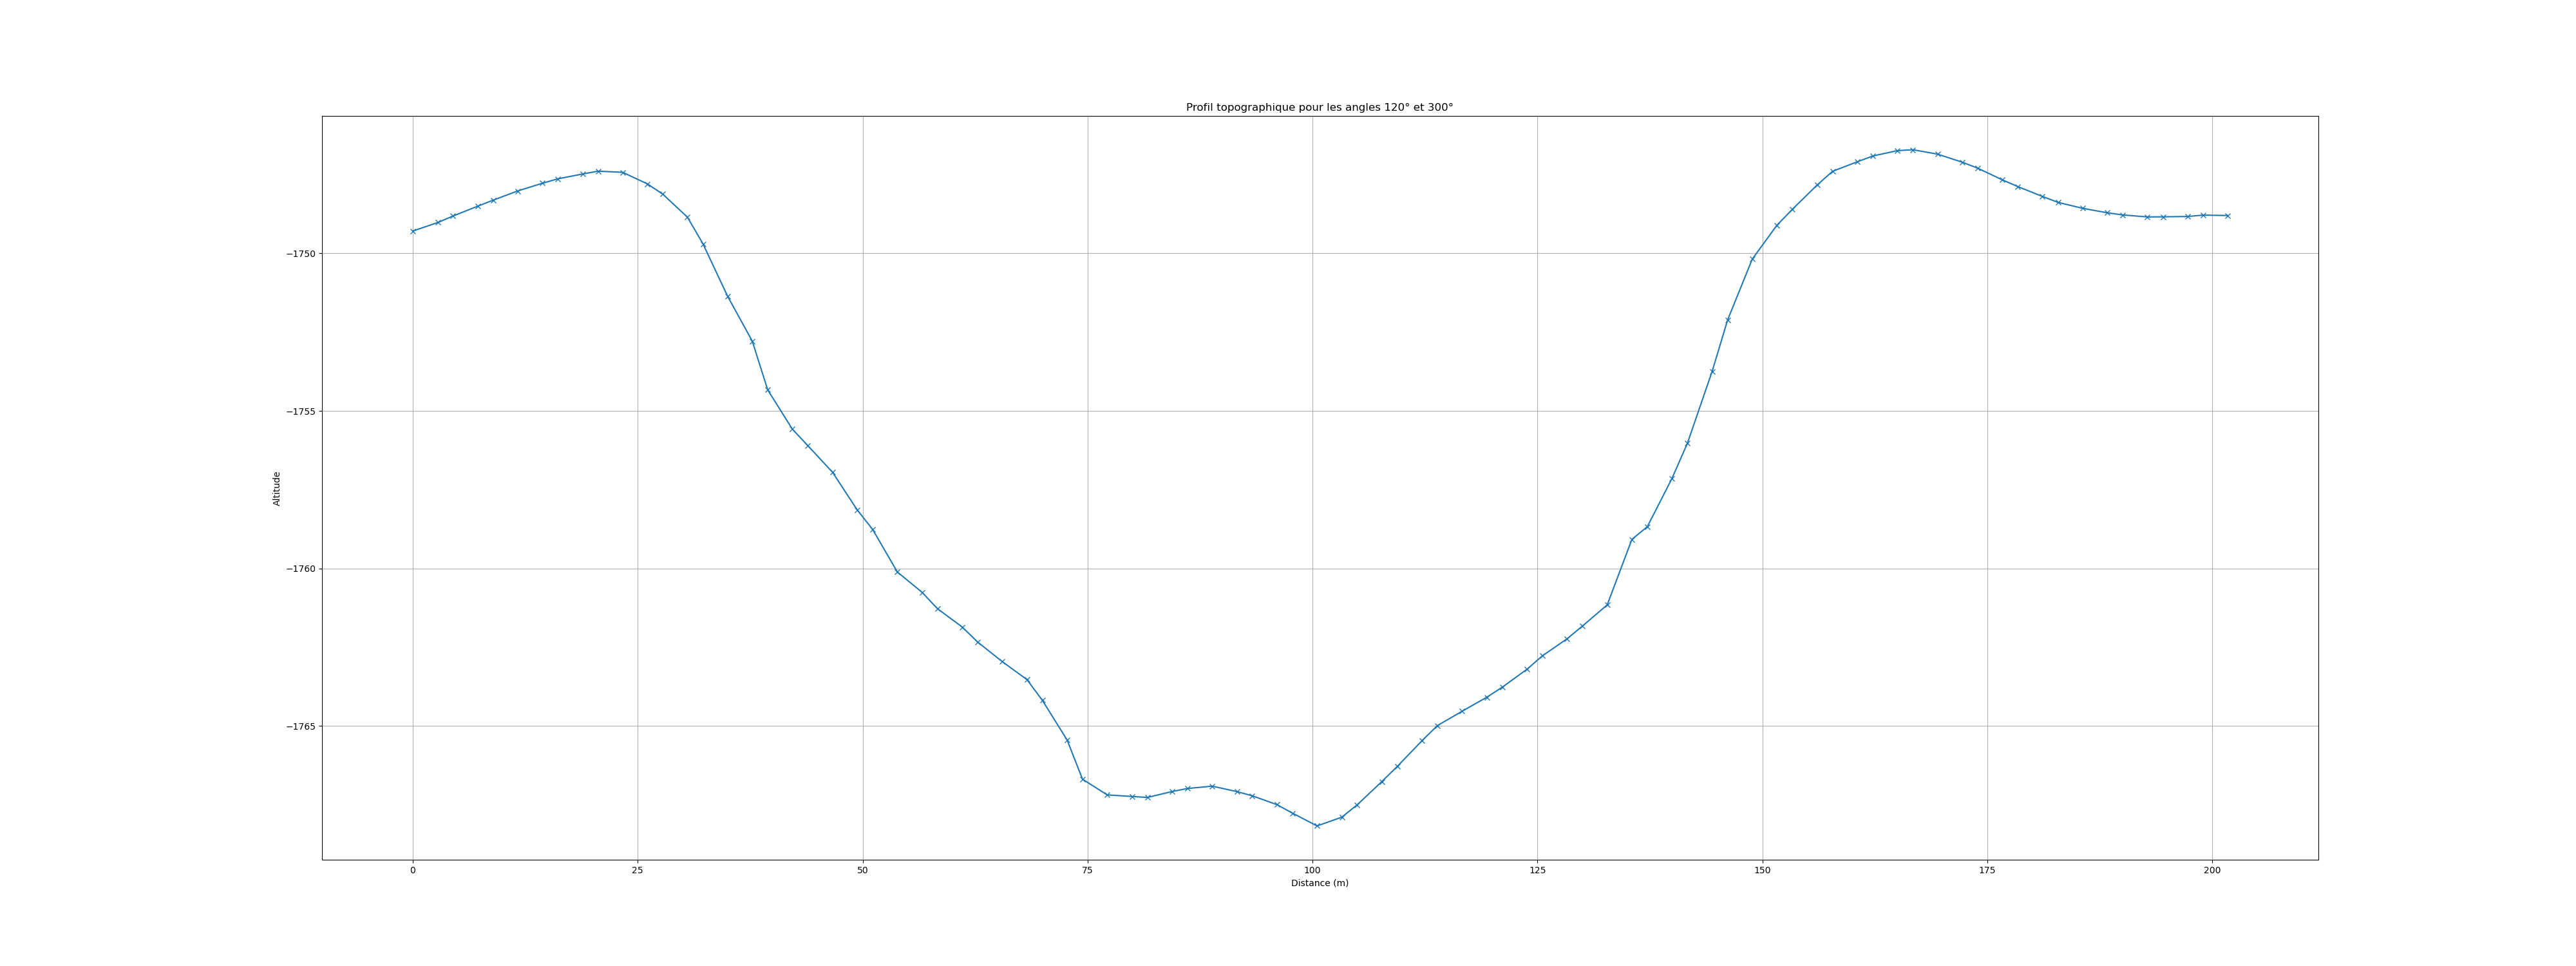 Profil topographique pour les angles 120° et 300°
Altitude
−1750
−1755
−1760
−1765
0 25 50 75 100 125 150 175 200
Distance (m)